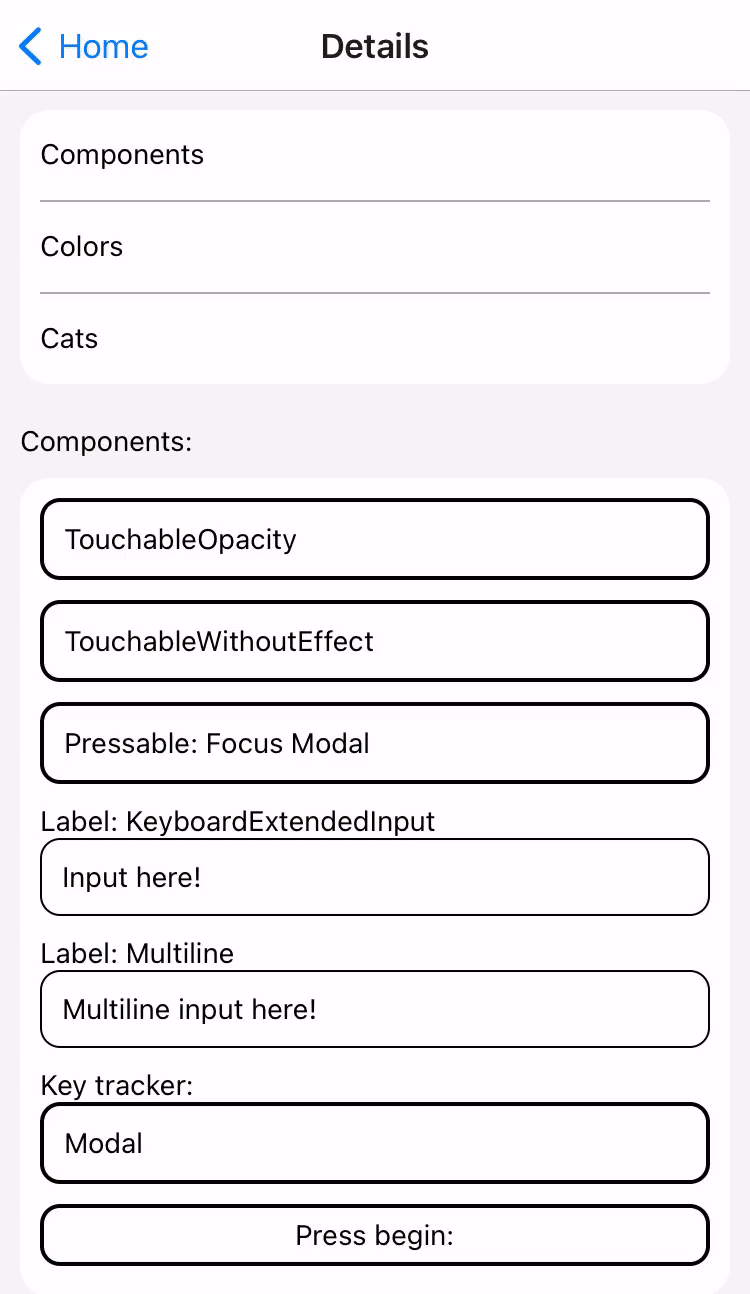 Home
Details
Components
Colors
Cats
Components:
TouchableOpacity
TouchableWithoutEffect
Pressable: Focus Modal
Label: KeyboardExtendedInput
Input here!
Label: Multiline
Multiline input here!
Key tracker:
Modal
Press begin: